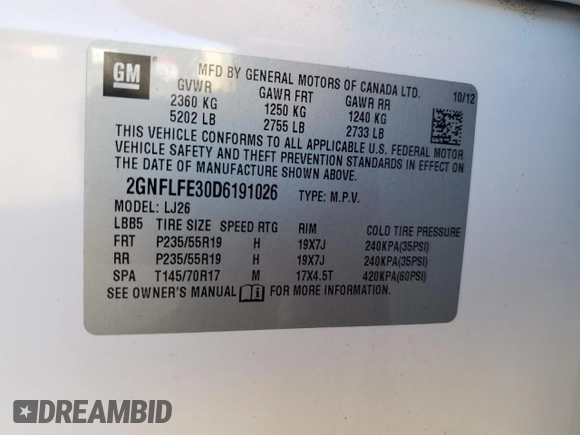 GM
MFD BY GENERAL MOTORS OF CANADA LTD.
10/12
GVWR GAWR FRT GAWR RR
2360 KG 1250 KG 1240 KG
5202 LB 2755 LB 2733 LB
THIS VEHICLE CONFORMS TO ALL APPLICABLE U.S. FEDERAL MOTOR
VEHICLE SAFETY AND THEFT PREVENTION STANDARDS IN EFFECT ON
THE DATE OF MANUFACTURE SHOWN ABOVE.
2GNFLFE30D6191026 TYPE: M.P.V.
MODEL: LJ26
LBB5 TIRE SIZE SPEED RTG RIM COLD TIRE PRESSURE
FRT P235/55R19 H 19X7J 240KPA(35PSI)
RR P235/55R19 H 19X7J 240KPA(35PSI)
SPA T145/70R17 M 17X4.5T 420KPA(60PSI)
SEE OWNER'S MANUAL FOR MORE INFORMATION.
DREAMBID